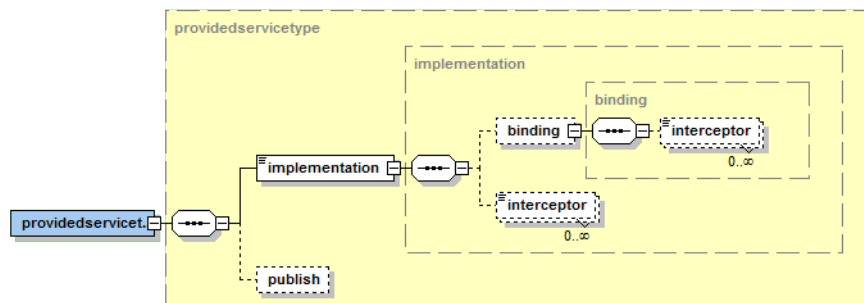 providedservicetype
implementation
binding
binding
interceptor
0..∞
implementation
interceptor
0..∞
providedservicet.
publish